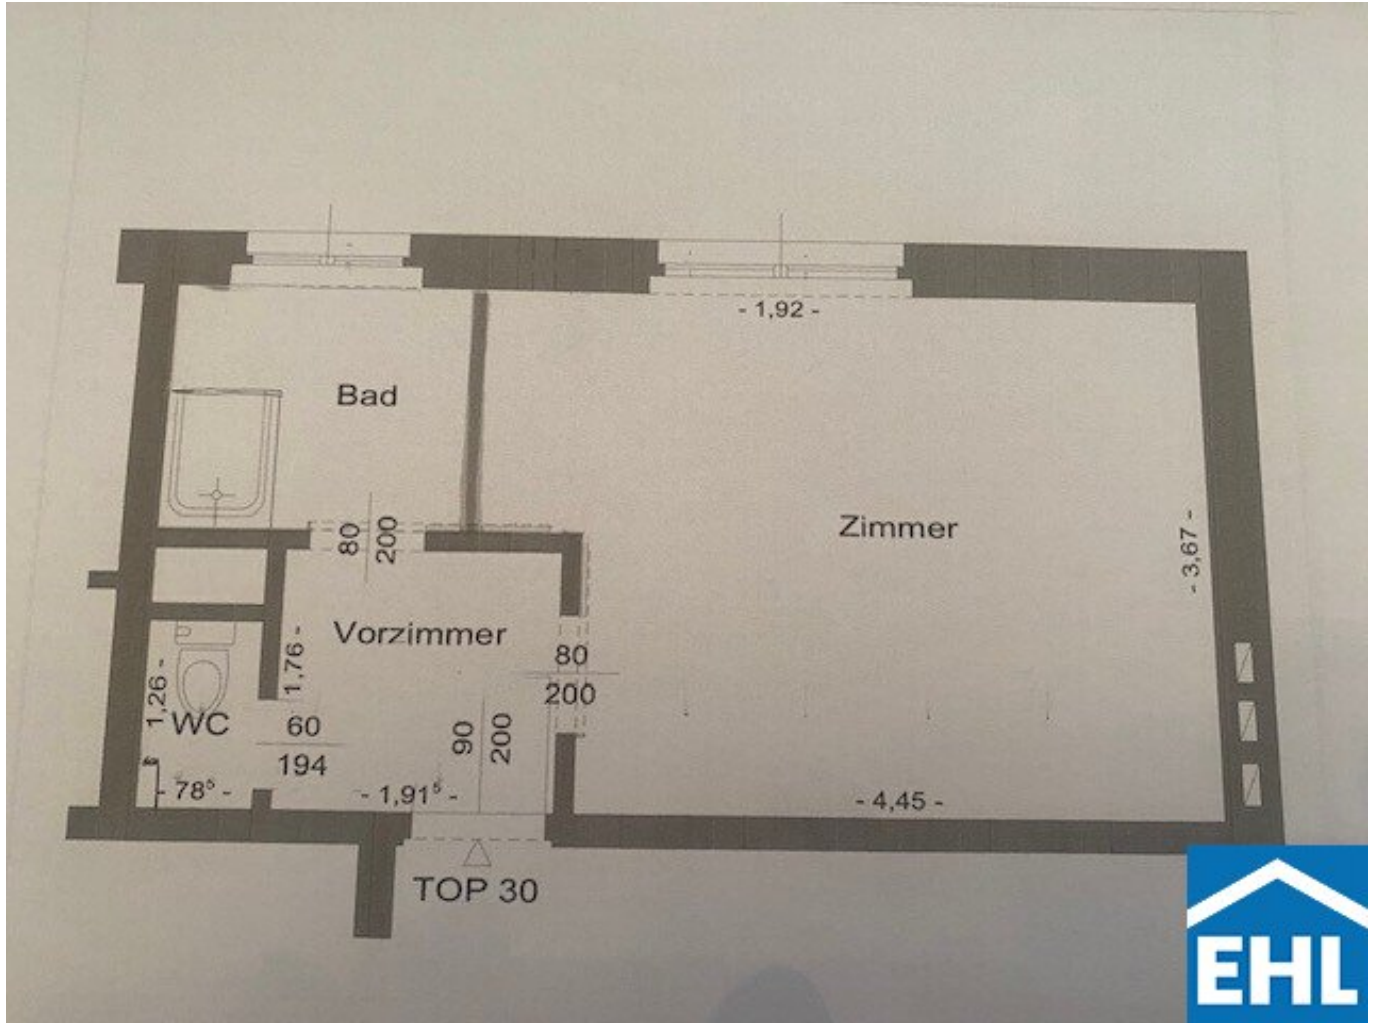 - 1,92 -
Bad
Zimmer
- 3,67 -
80
200
Vorzimmer
1,76 -
80
200
1,26 -
WC
60
194
90
200
- 78⁵ -
- 1,91⁵ -
- 4,45 -
TOP 30
EHL